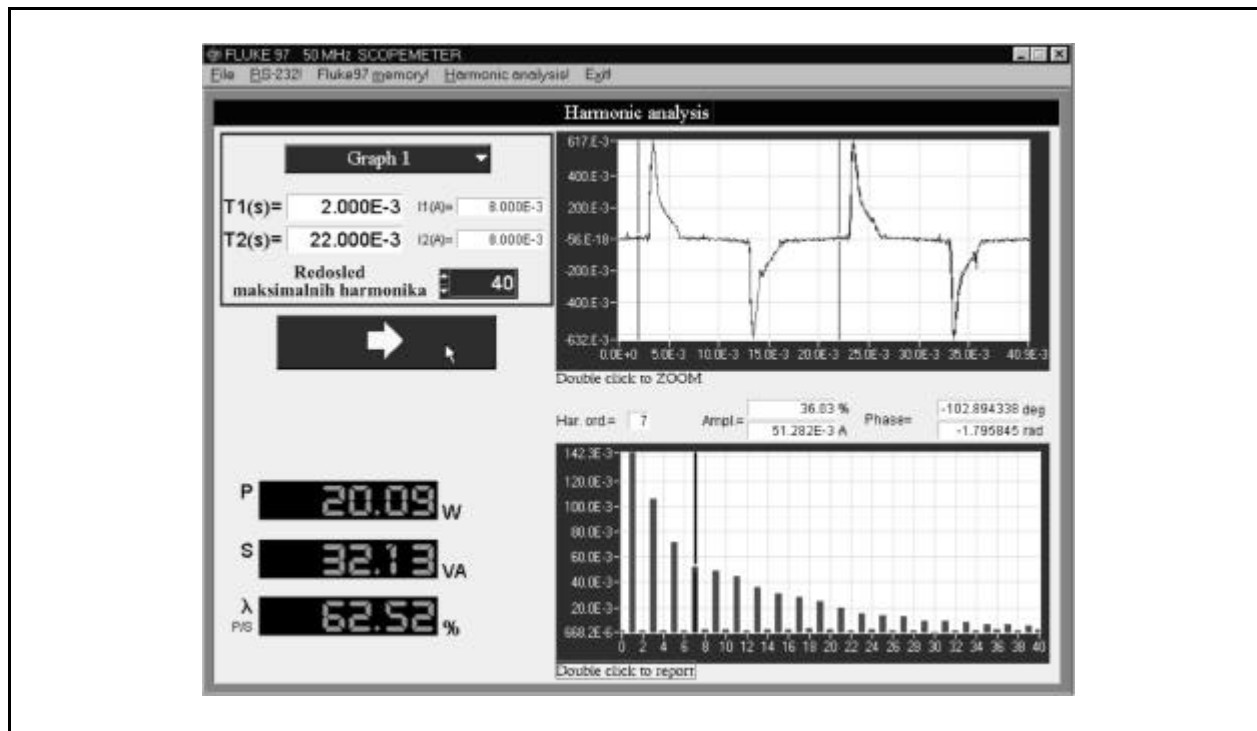 FLUKE 97 50 MHz SCOPEMETER
File RS-232! Fluke97 memory! Harmonic analysis! Exit!
Harmonic analysis
Graph 1
T1(s)= 2.000E-3 I1(A)= 8.000E-3
T2(s)= 22.000E-3 I2(A)= 8.000E-3
Redosled
maksimalnih harmonika 40
617.E-3
400.E-3
200.E-3
-56.E-18
-200.E-3
-400.E-3
-632.E-3
0.0E+0 5.0E-3 10.0E-3 15.0E-3 20.0E-3 25.0E-3 30.0E-3 35.0E-3 40.9E-3
Double click to ZOOM
Har. ord.= 7 Ampl.= 36.03 % Phase= -102.894338 deg
51.282E-3 A -1.795845 rad
P 20.09 W
S 32.13 VA
λ P/S 62.52 %
142.3E-3
120.0E-3
100.0E-3
80.0E-3
60.0E-3
40.0E-3
20.0E-3
668.2E-6
0 2 4 6 8 10 12 14 16 18 20 22 24 26 28 30 32 34 36 38 40
Double click to report